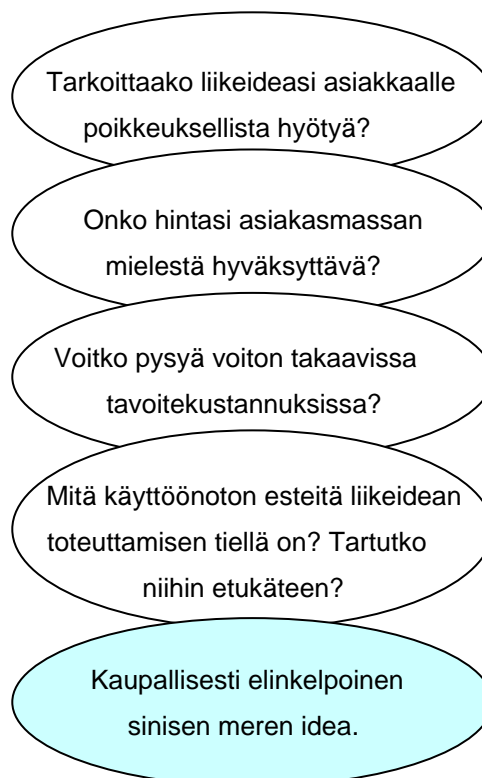 Tarkoittaako liikeideasi asiakkaalle
poikkeuksellista hyötyä?
Onko hintasi asiakasmassan
mielestä hyväksyttävä?
Voitko pysyä voiton takaavissa
tavoitekustannuksissa?
Mitä käyttöönoton esteitä liikeidean
toteuttamisen tiellä on? Tartutko
niihin etukäteen?
Kaupallisesti elinkelpoinen
sinisen meren idea.